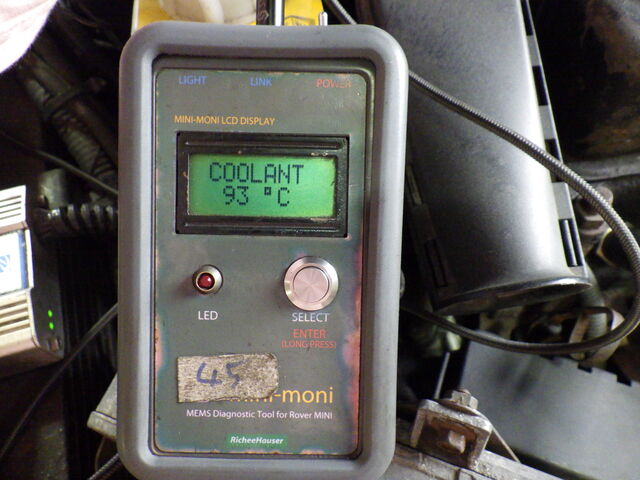 LIGHT LINK POWER
MINI-MONI LCD DISPLAY
COOLANT
93 °C
LED
SELECT
ENTER
(LONG PRESS)
45
-moni
MEMS Diagnostic Tool for Rover MINI
RicheeHauser